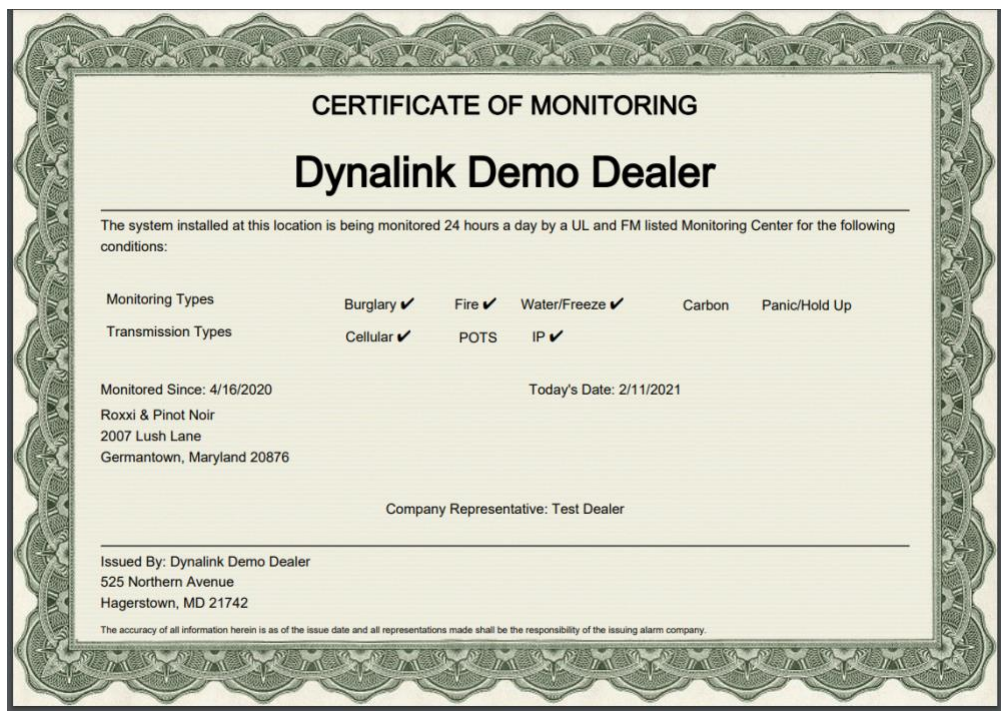 CERTIFICATE OF MONITORING
Dynalink Demo Dealer
The system installed at this location is being monitored 24 hours a day by a UL and FM listed Monitoring Center for the following
conditions:
Monitoring Types Burglary ✔ Fire ✔ Water/Freeze ✔ Carbon Panic/Hold Up
Transmission Types Cellular ✔ POTS IP ✔
Monitored Since: 4/16/2020 Today's Date: 2/11/2021
Roxxi & Pinot Noir
2007 Lush Lane
Germantown, Maryland 20876
Company Representative: Test Dealer
Issued By: Dynalink Demo Dealer
525 Northern Avenue
Hagerstown, MD 21742
The accuracy of all information herein is as of the issue date and all representations made shall be the responsibility of the issuing alarm company.